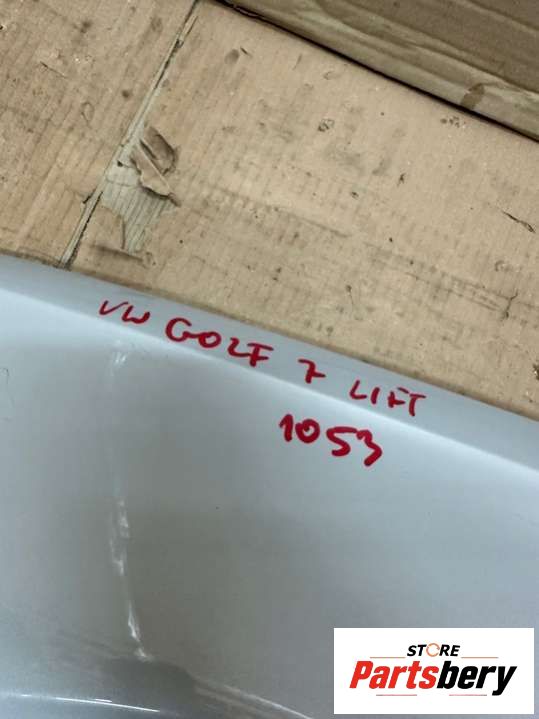 VW GOLF 7 LIFT
1053
STORE
Partsbery